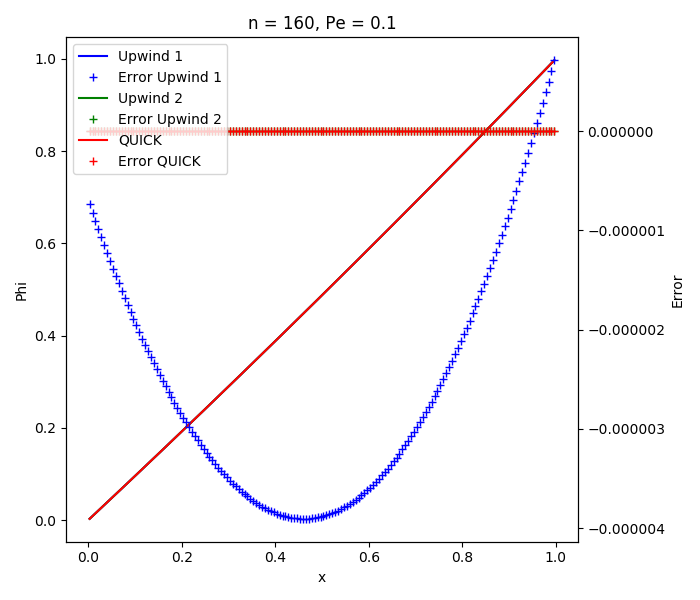 n = 160, Pe = 0.1
Upwind 1
Error Upwind 1
Upwind 2
Error Upwind 2
QUICK
Error QUICK
1.0
0.8
0.6
0.4
0.2
0.0
Phi
0.0 0.2 0.4 0.6 0.8 1.0
x
0.000000
−0.000001
−0.000002
−0.000003
−0.000004
Error